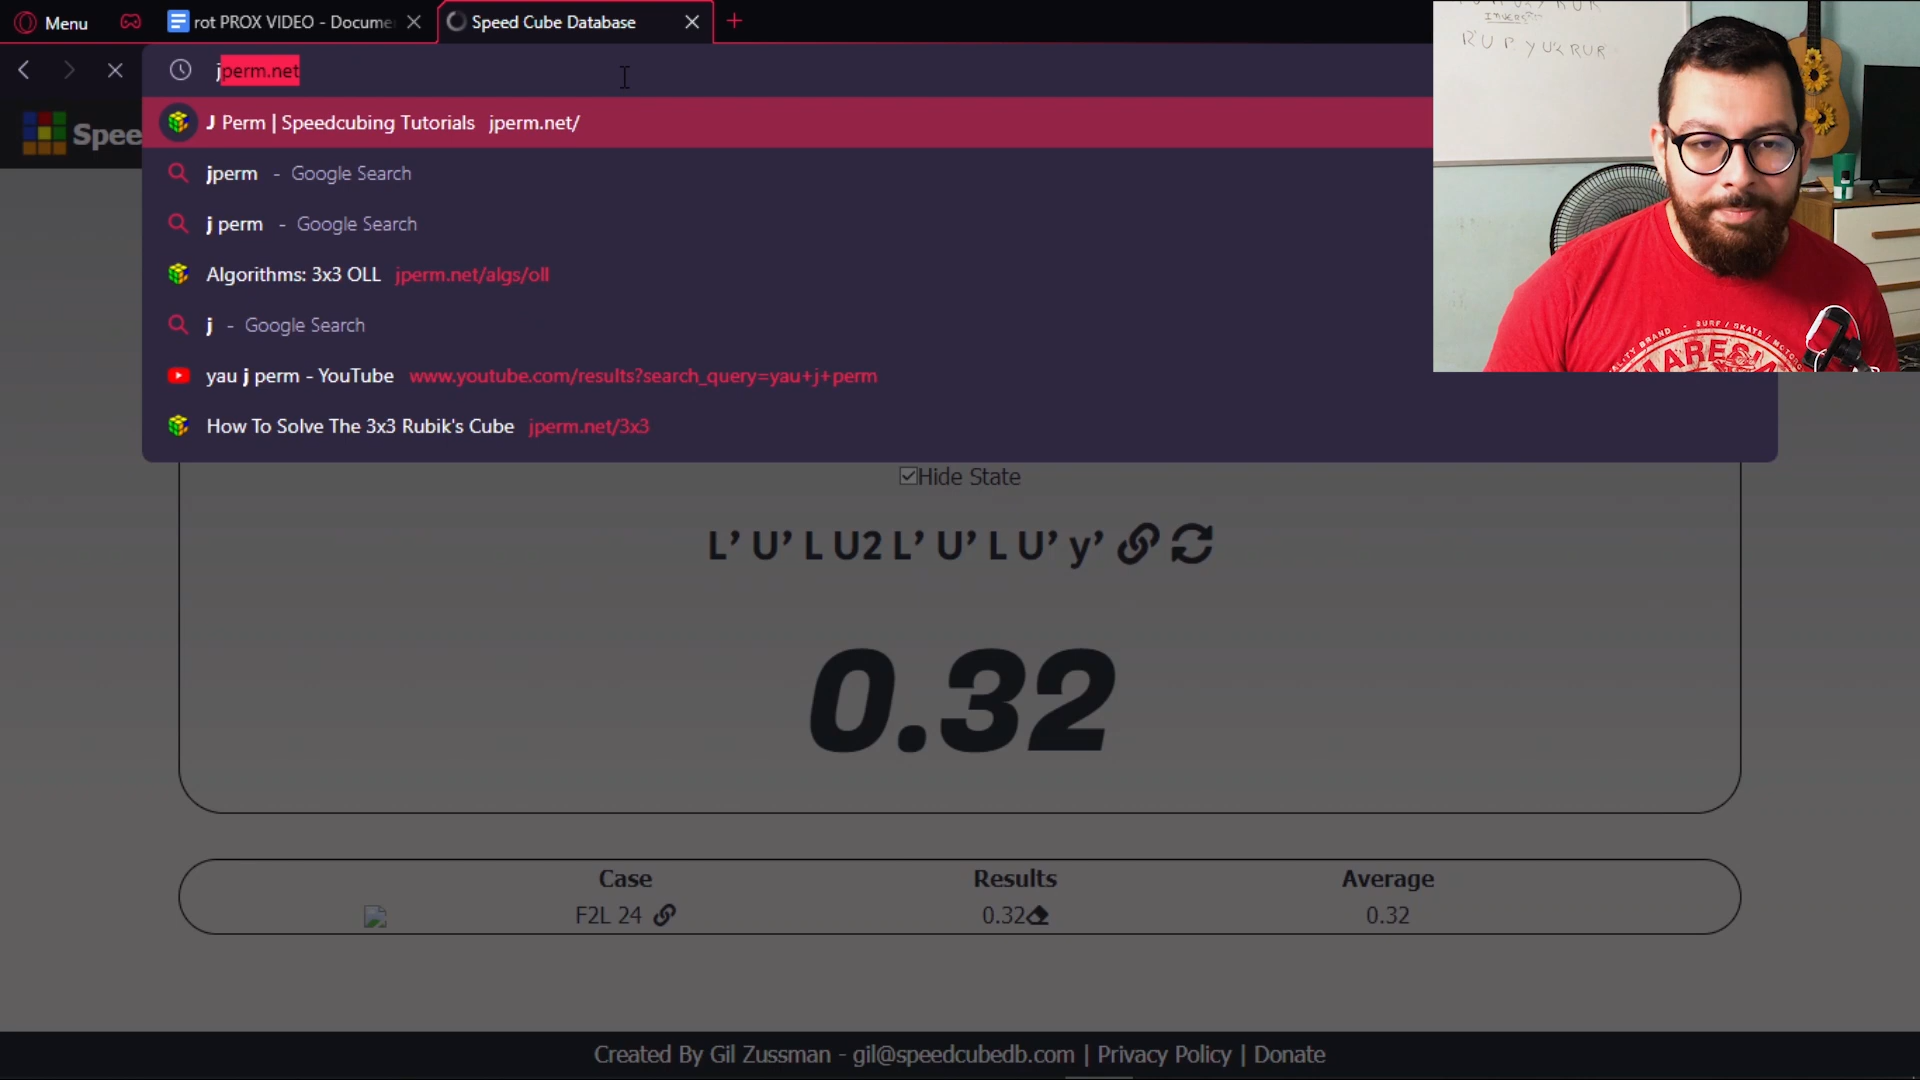 Menu
rot PROX VIDEO - Docume
Speed Cube Database
jperm.net
J Perm | Speedcubing Tutorials jperm.net/
Spee
jperm - Google Search
j perm - Google Search
Algorithms: 3x3 OLL jperm.net/algs/oll
j - Google Search
yau j perm - YouTube www.youtube.com/results?search_query=yau+j+perm
How To Solve The 3x3 Rubik's Cube jperm.net/3x3
Hide State
L’ U’ L U2 L’ U’ L U’ y’
0.32
Case Results Average
F2L 24 0.32 0.32
Created By Gil Zussman - gil@speedcubedb.com | Privacy Policy | Donate
BRAND - SURF / SKATE /